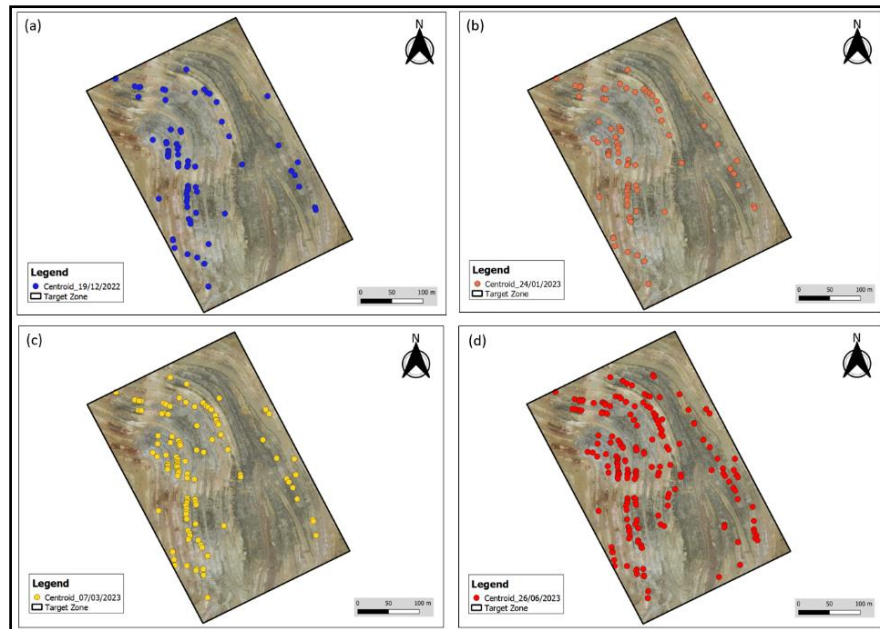 (a)
N
Legend
Centroid_19/12/2022
Target Zone
0 50 100 m
(b)
N
Legend
Centroid_24/01/2023
Target Zone
0 50 100 m
(c)
N
Legend
Centroid_07/03/2023
Target Zone
0 50 100 m
(d)
N
Legend
Centroid_26/06/2023
Target Zone
0 50 100 m